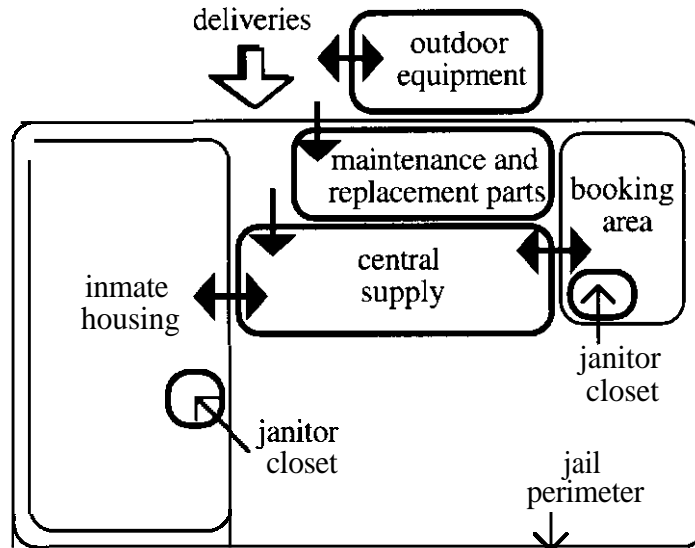 deliveries
outdoor
equipment
maintenance and
replacement parts
booking
area
central
supply
inmate
housing
janitor
closet
janitor
closet
jail
perimeter